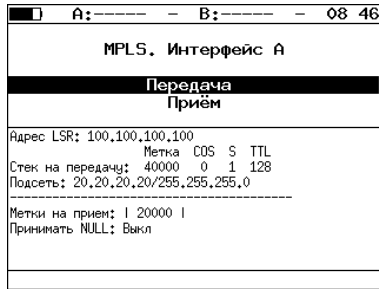 A:----- – B:----- – 08 46
MPLS. Интерфейс A
Передача
Приём
Адрес LSR: 100.100.100.100
Метка COS S TTL
Стек на передачу: 40000 0 1 128
Подсеть: 20.20.20.20/255.255.255.0
------------------------------------------------
Метки на прием: | 20000 |
Принимать NULL: Выкл